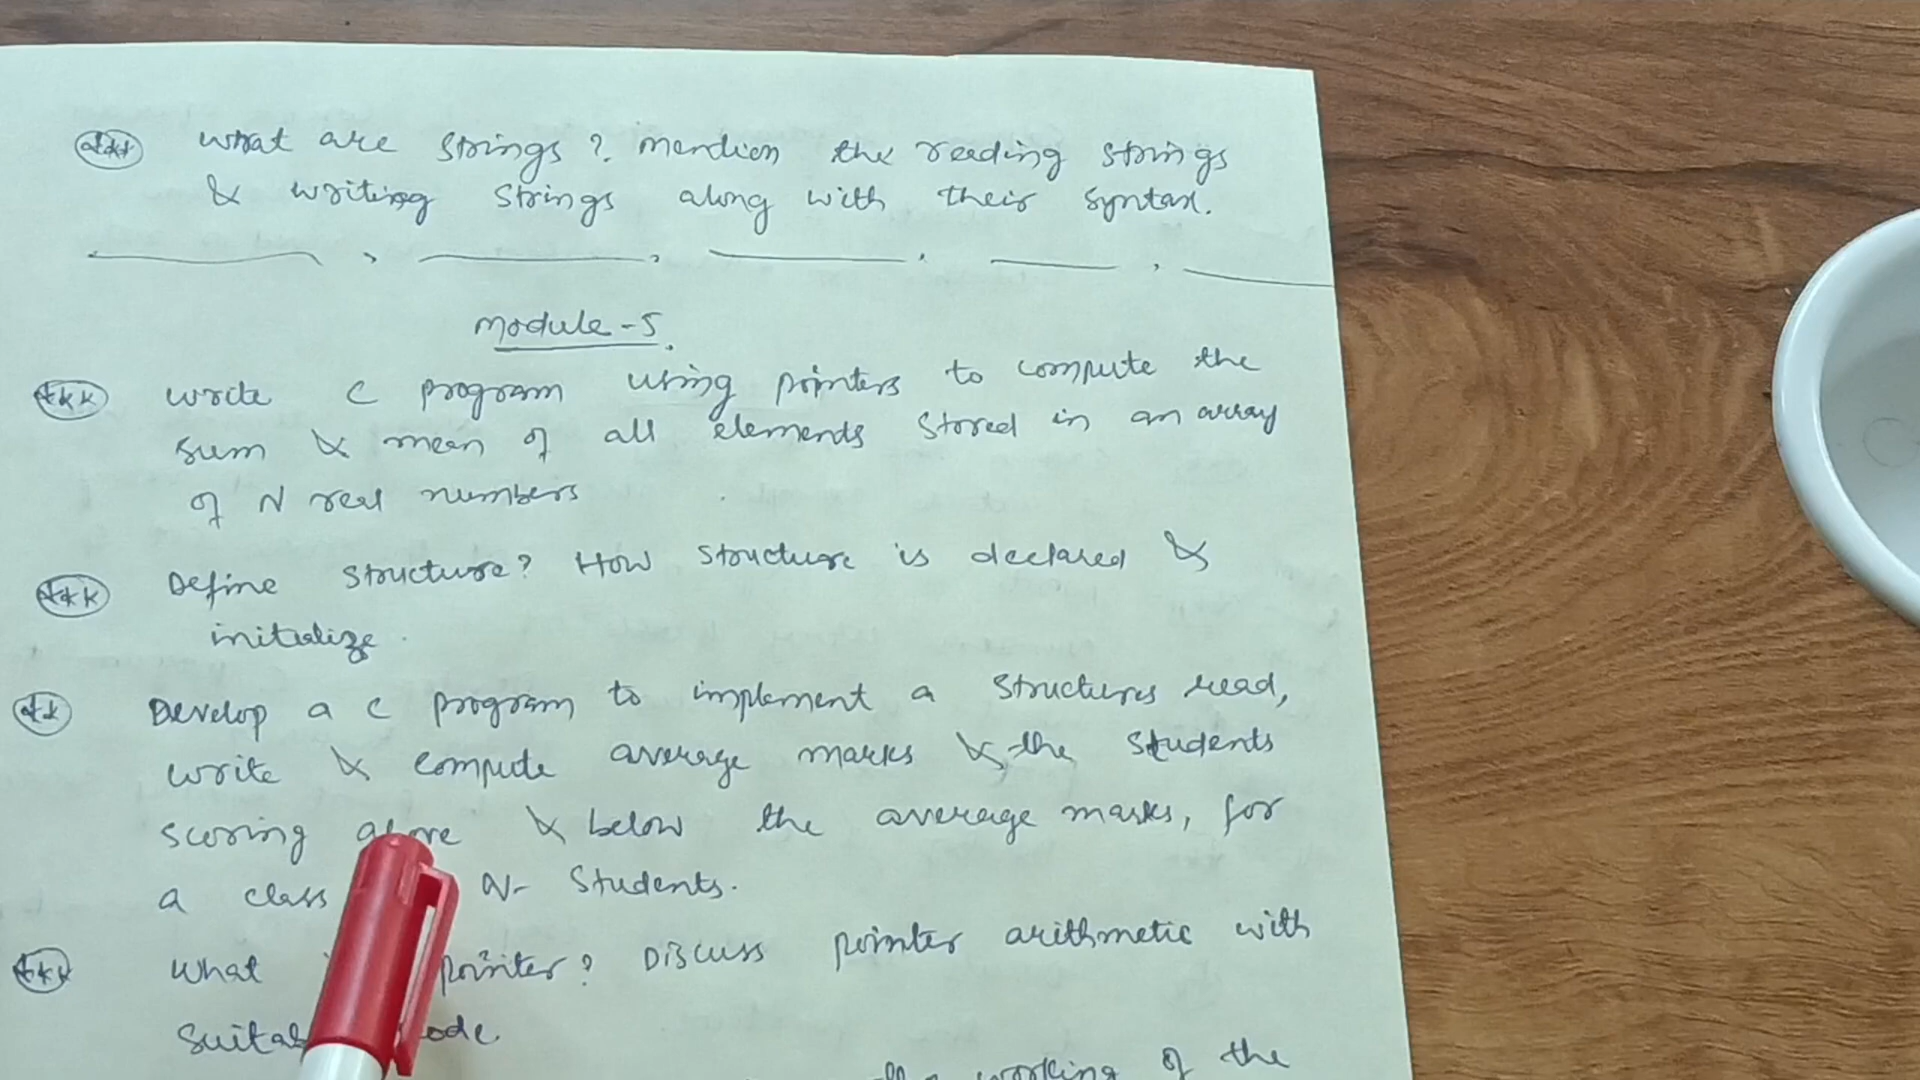 *** What are strings? mention the reading strings
& writing strings along with their syntax.
Module-5.
*** write C program using pointers to compute the
sum & mean of all elements stored in an array
of N real numbers
*** Define structure? How structure is declared &
initialize.
** Develop a C program to implement a structures read,
write & compute average marks & the students
scoring above & below the average marks, for
a class N- students.
*** What pointer? Discuss pointer arithmetic with
working of the